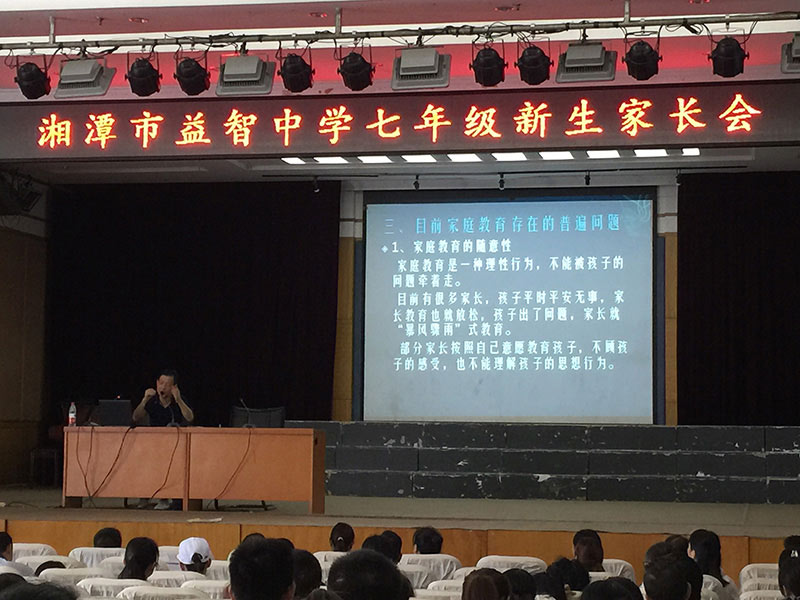 湘潭市益智中学七年级新生家长会
三、目前家庭教育存在的普遍问题
1、家庭教育的随意性
家庭教育是一种理性行为，不能被孩子的
问题牵着走。
目前有很多家长，孩子平时平安无事，家
长教育也就放松，孩子出了问题，家长就
“暴风骤雨”式教育。
部分家长按照自己意愿教育孩子，不顾孩
子的感受，也不能理解孩子的思想行为。